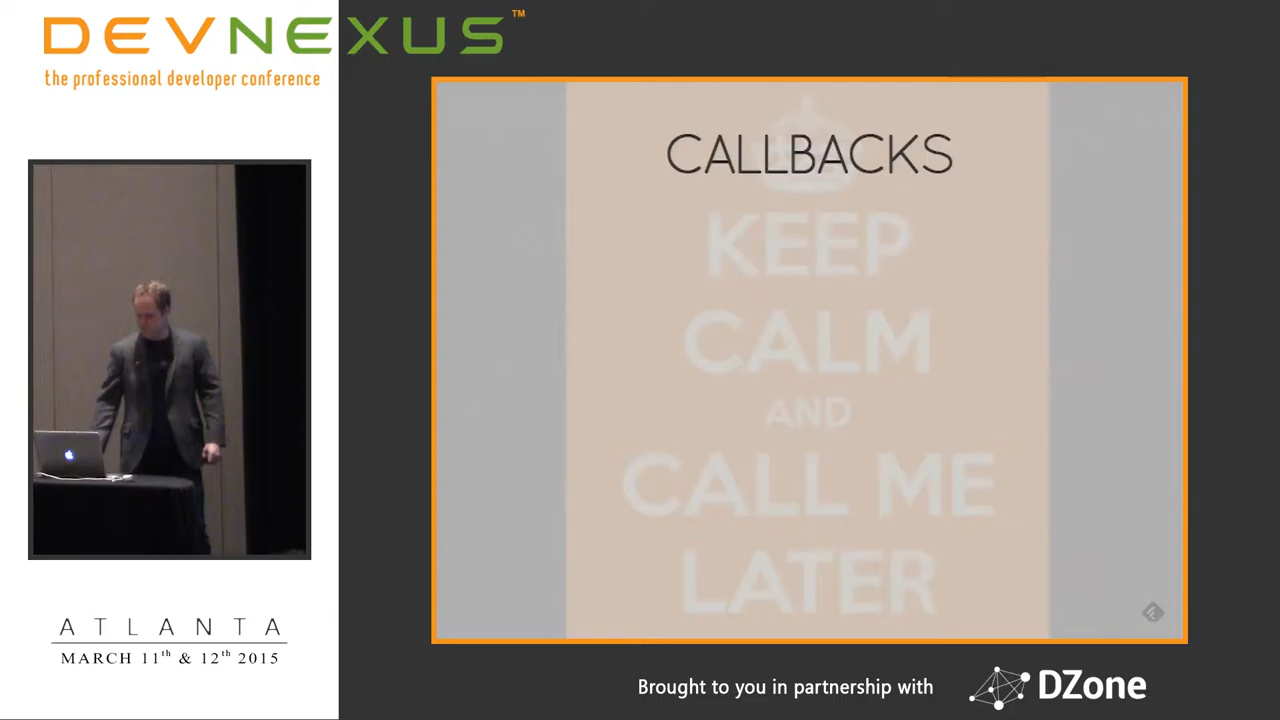 DEVNEXUS™
the professional developer conference
CALLBACKS
KEEP
CALM
AND
CALL ME
LATER
ATLANTA
MARCH 11th & 12th 2015
Brought to you in partnership with
DZone